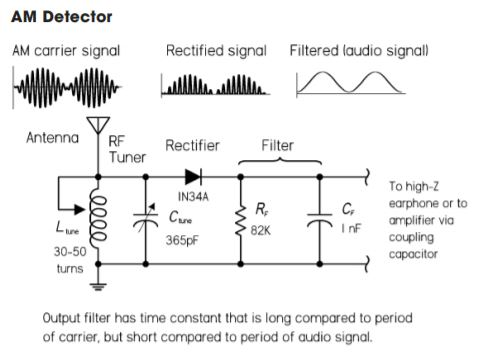 AM Detector
AM carrier signal
Rectified signal
Filtered (audio signal)
Antenna
RF
Tuner
Rectifier
Filter
IN34A
L tune
30-50
turns
C tune
365pF
R F
82K
C F
1 nF
To high-Z
earphone or to
amplifier via
coupling
capacitor
Output filter has time constant that is long compared to period
of carrier, but short compared to period of audio signal.